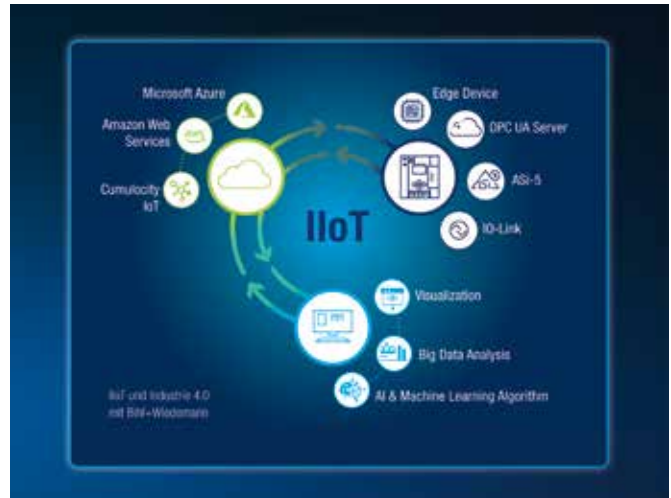 Microsoft Azure
Amazon Web
Services
Cumulocity
IoT
Edge Device
OPC UA Server
ASi-5
IO-Link
IIoT
Visualization
Big Data Analysis
AI & Machine Learning Algorithm
IIoT und Industrie 4.0
mit Bihl+Wiedemann